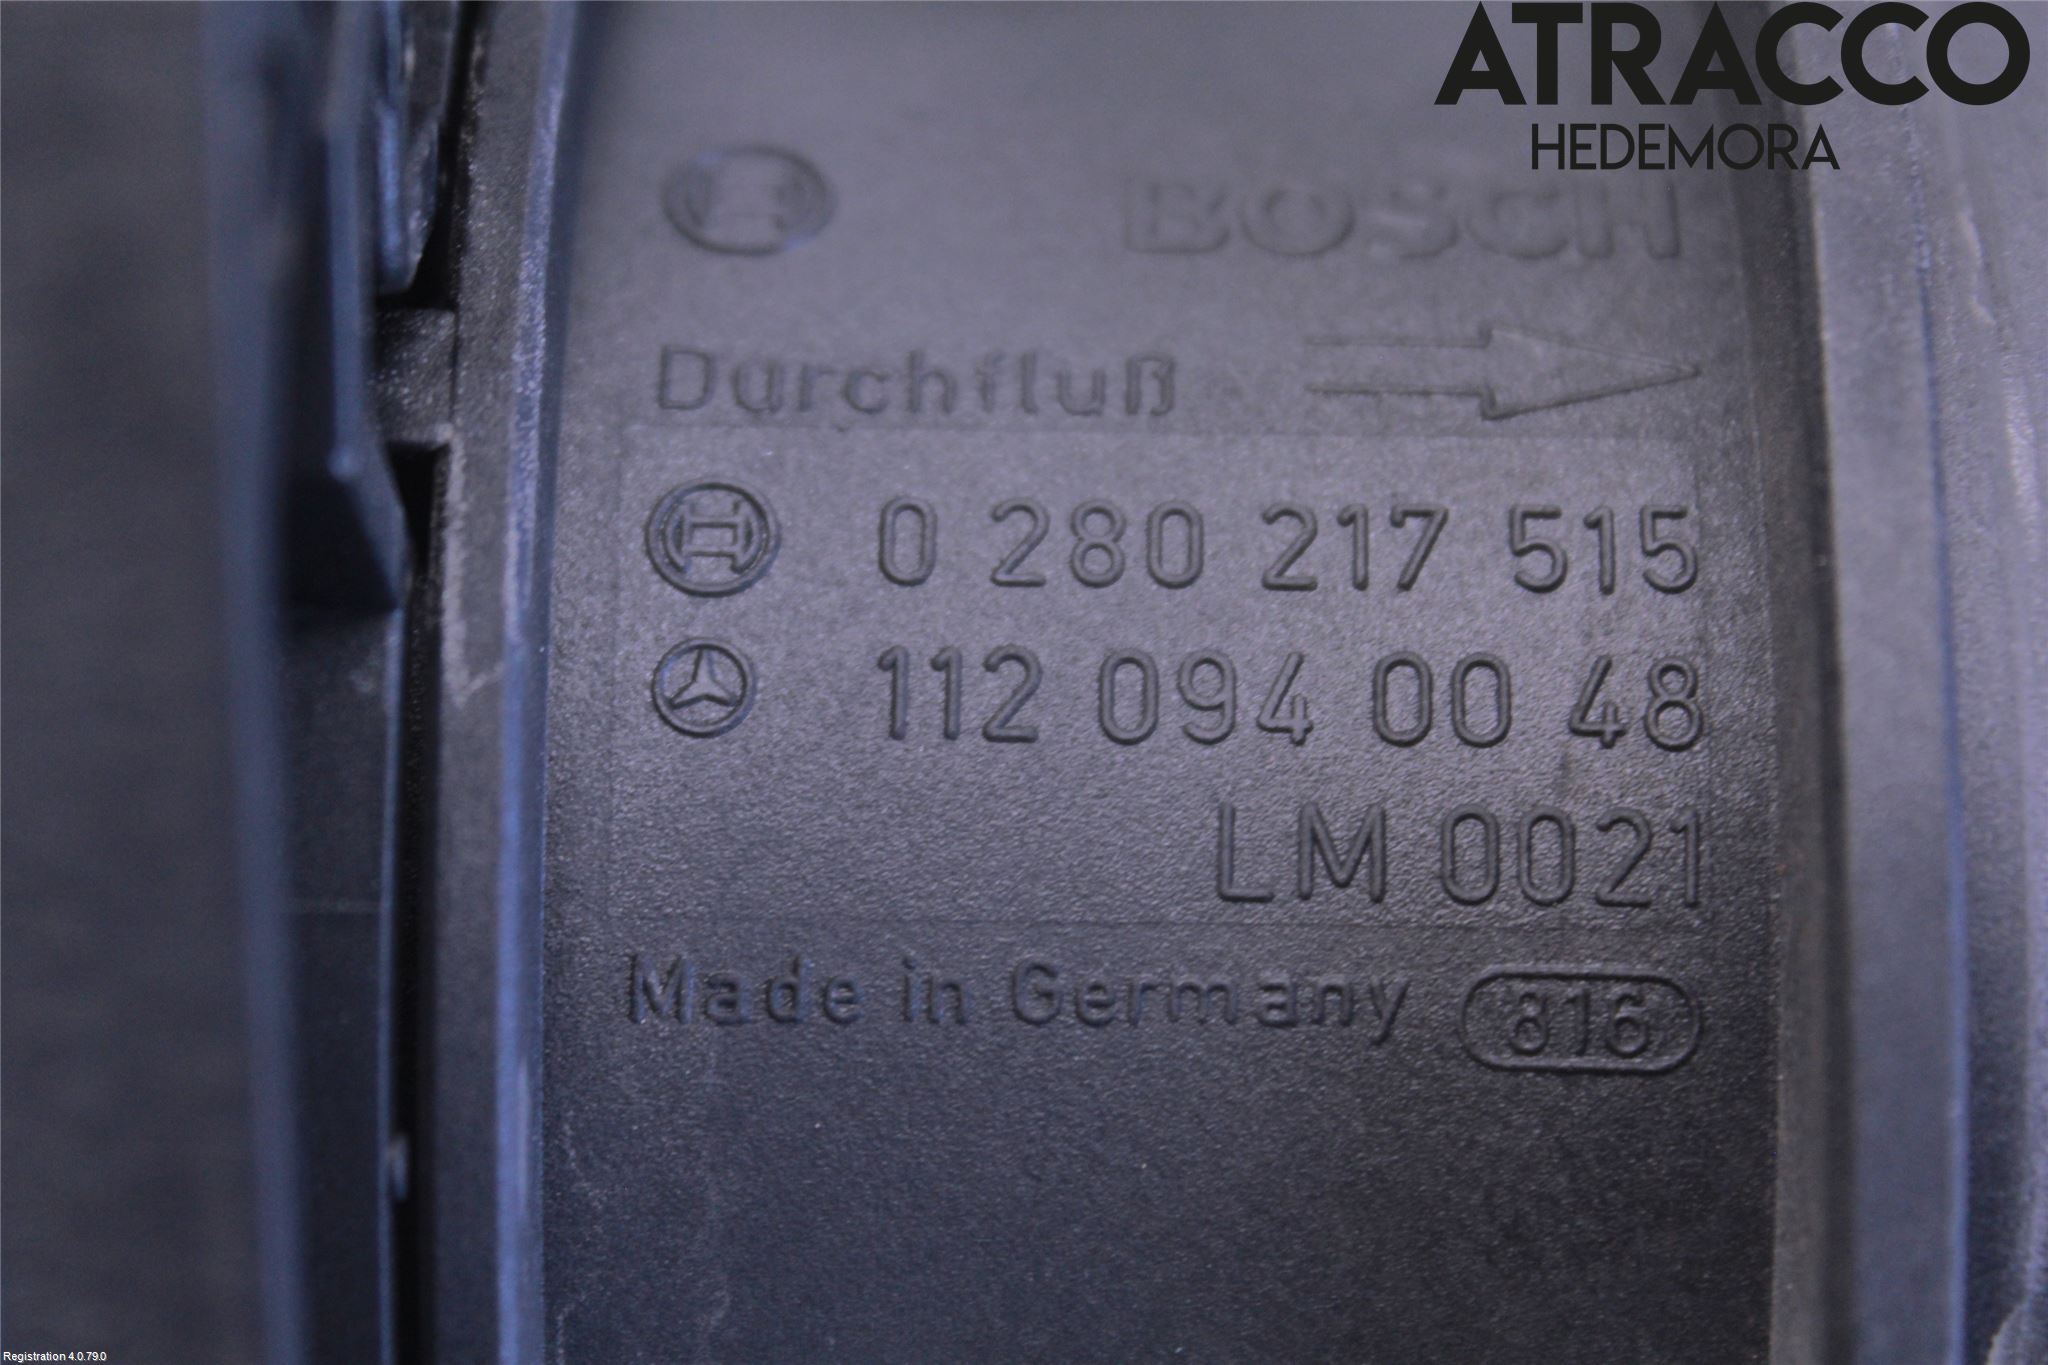 ATRACCO
HEDEMORA
BOSCH
Durchfluß
0 280 217 515
112 094 00 48
LM 0021
Made in Germany 816
Registration 4.0.79.0